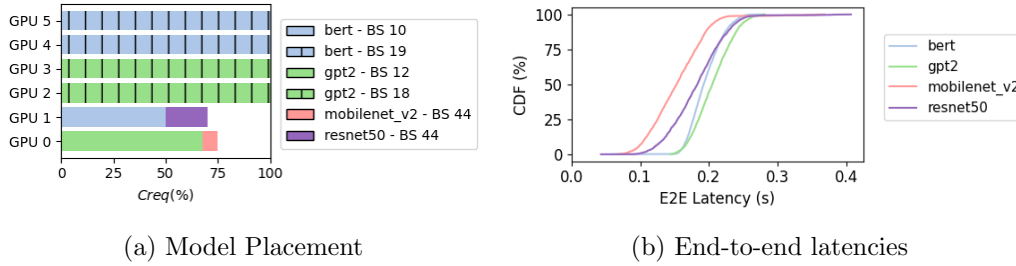 GPU 5
GPU 4
GPU 3
GPU 2
GPU 1
GPU 0
0 25 50 75 100
Creq(%)
bert - BS 10
bert - BS 19
gpt2 - BS 12
gpt2 - BS 18
mobilenet_v2 - BS 44
resnet50 - BS 44
(a) Model Placement
CDF (%)
100
75
50
25
0
0.0 0.1 0.2 0.3 0.4
E2E Latency (s)
bert
gpt2
mobilenet_v2
resnet50
(b) End-to-end latencies